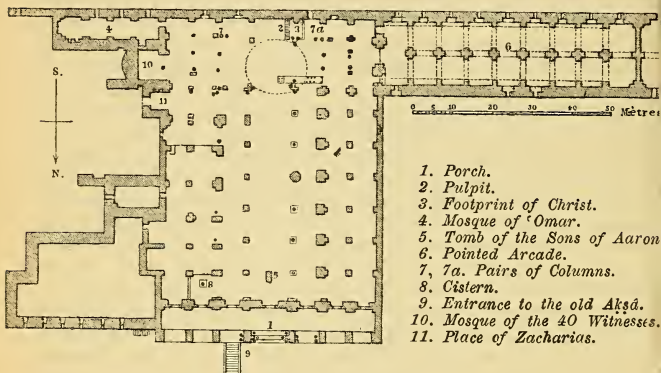 4
7
2
3
7a
6
10
S.
11
N.
0 5 10 20 30 40 50 Mètres
5
8
1
9
1. Porch.
2. Pulpit.
3. Footprint of Christ.
4. Mosque of ʿOmar.
5. Tomb of the Sons of Aaron
6. Pointed Arcade.
7, 7a. Pairs of Columns.
8. Cistern.
9. Entrance to the old Aḳṣâ.
10. Mosque of the 40 Witnesses.
11. Place of Zacharias.